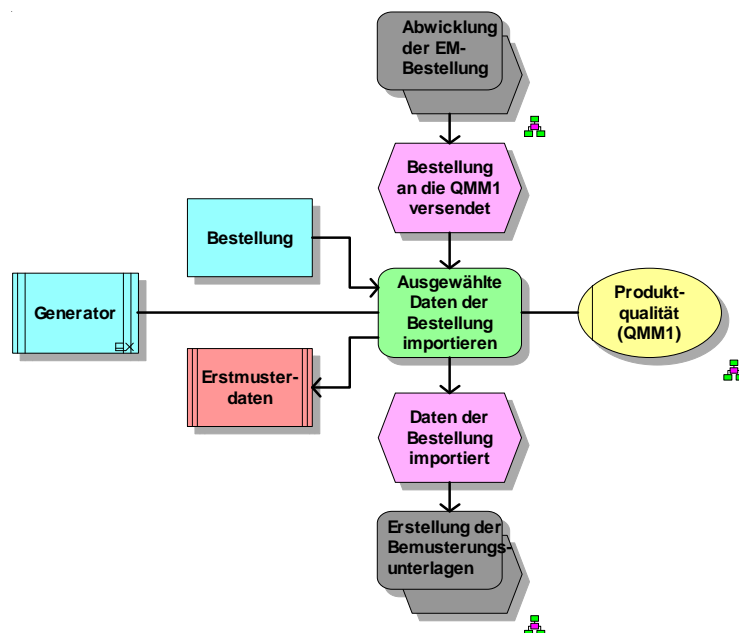 Abwicklung
der EM-
Bestellung
Bestellung
an die QMM1
versendet
Bestellung
Ausgewählte
Daten der
Bestellung
importieren
Generator
Produkt-
qualität
(QMM1)
Erstmuster-
daten
Daten der
Bestellung
importiert
Erstellung der
Bemusterungs-
unterlagen